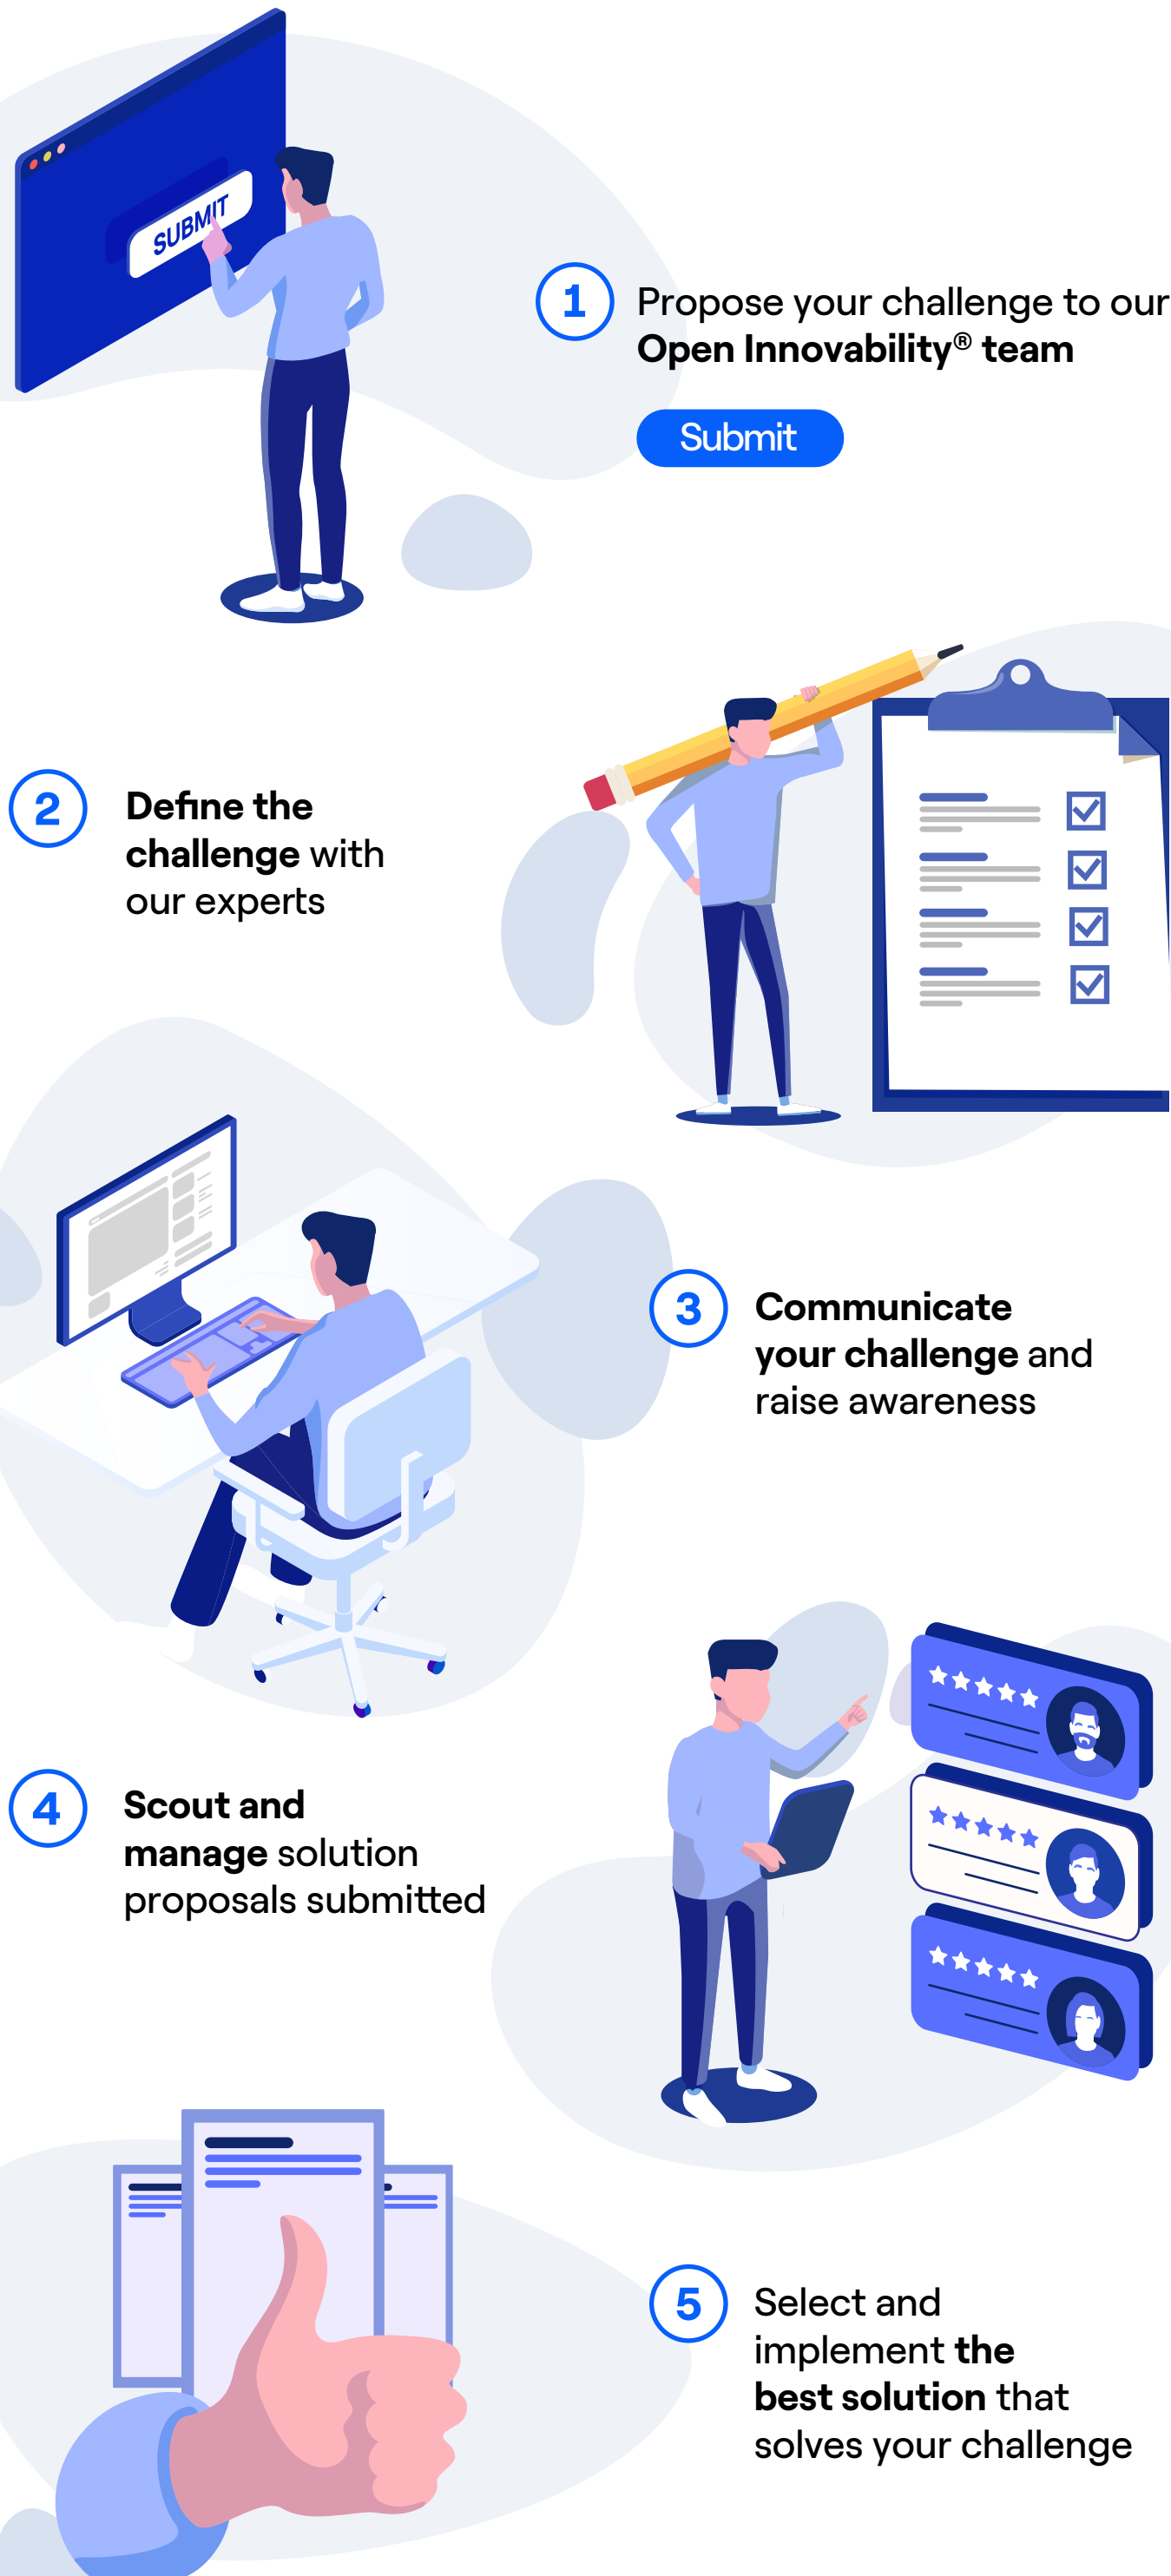 SUBMIT
1
Propose your challenge to our
Open Innovability® team
Submit
2
Define the
challenge with
our experts
3
Communicate
your challenge and
raise awareness
4
Scout and
manage solution
proposals submitted
5
Select and
implement the
best solution that
solves your challenge